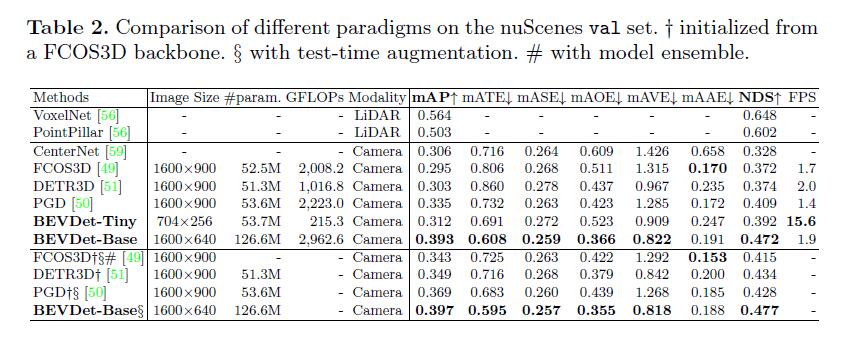 Table 2. Comparison of different paradigms on the nuScenes val set. † initialized from
a FCOS3D backbone. § with test-time augmentation. # with model ensemble.
Methods Image Size #param. GFLOPs Modality mAP↑ mATE↓ mASE↓ mAOE↓ mAVE↓ mAAE↓ NDS↑ FPS
VoxelNet [56] - - - LiDAR 0.564 - - - - - 0.648 -
PointPillar [56] - - - LiDAR 0.503 - - - - - 0.602 -
CenterNet [59] - - - Camera 0.306 0.716 0.264 0.609 1.426 0.658 0.328 -
FCOS3D [49] 1600×900 52.5M 2,008.2 Camera 0.295 0.806 0.268 0.511 1.315 0.170 0.372 1.7
DETR3D [51] 1600×900 51.3M 1,016.8 Camera 0.303 0.860 0.278 0.437 0.967 0.235 0.374 2.0
PGD [50] 1600×900 53.6M 2,223.0 Camera 0.335 0.732 0.263 0.423 1.285 0.172 0.409 1.4
BEVDet-Tiny 704×256 53.7M 215.3 Camera 0.312 0.691 0.272 0.523 0.909 0.247 0.392 15.6
BEVDet-Base 1600×640 126.6M 2,962.6 Camera 0.393 0.608 0.259 0.366 0.822 0.191 0.472 1.9
FCOS3D†§# [49] 1600×900 - - Camera 0.343 0.725 0.263 0.422 1.292 0.153 0.415 -
DETR3D† [51] 1600×900 51.3M - Camera 0.349 0.716 0.268 0.379 0.842 0.200 0.434 -
PGD†§ [50] 1600×900 53.6M - Camera 0.369 0.683 0.260 0.439 1.268 0.185 0.428 -
BEVDet-Base§ 1600×640 126.6M - Camera 0.397 0.595 0.257 0.355 0.818 0.188 0.477 -